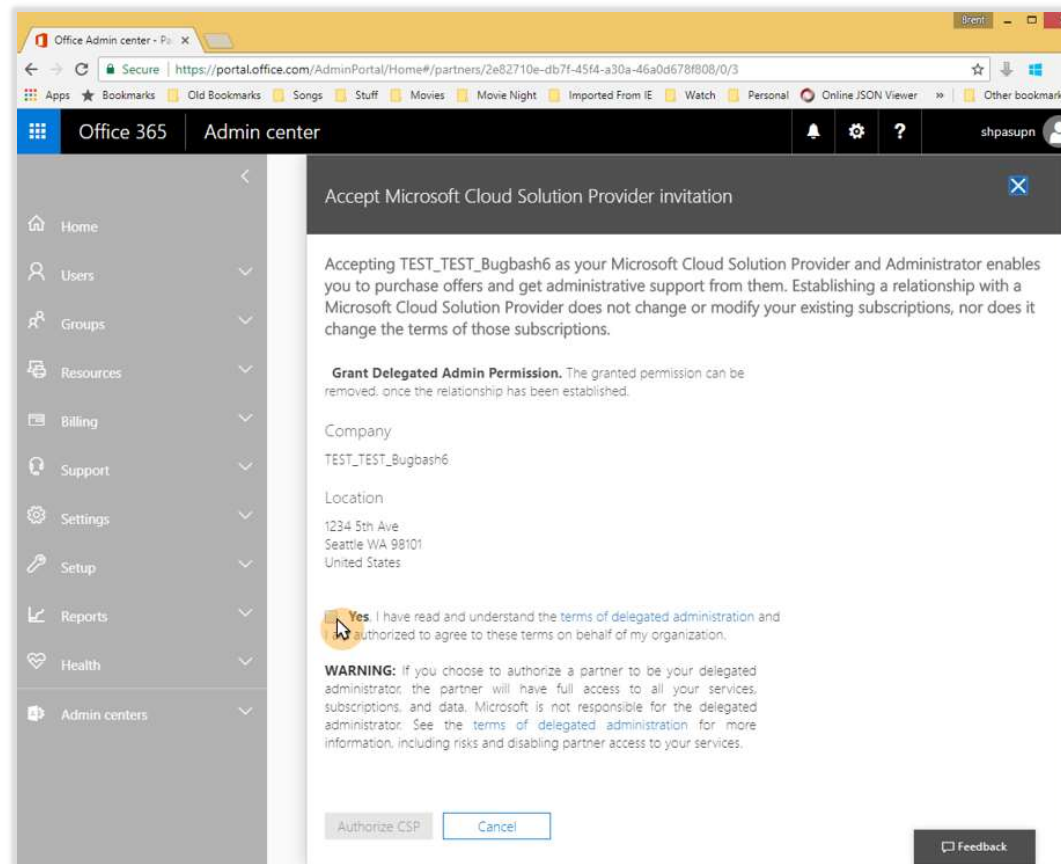 Brent
Office Admin center - Pa
Secure | https://portal.office.com/AdminPortal/Home#/partners/2e82710e-db7f-45f4-a30a-46a0d678f808/0/3
Apps Bookmarks Old Bookmarks Songs Stuff Movies Movie Night Imported From IE Watch Personal Online JSON Viewer » Other bookmark
Office 365 Admin center ? shpasupn
Accept Microsoft Cloud Solution Provider invitation
Home
Users
Groups
Resources
Billing
Support
Settings
Setup
Reports
Health
Admin centers
Accepting TEST_TEST_Bugbash6 as your Microsoft Cloud Solution Provider and Administrator enables
you to purchase offers and get administrative support from them. Establishing a relationship with a
Microsoft Cloud Solution Provider does not change or modify your existing subscriptions, nor does it
change the terms of those subscriptions.
Grant Delegated Admin Permission. The granted permission can be
removed. once the relationship has been established.
Company
TEST_TEST_Bugbash6
Location
1234 5th Ave
Seattle WA 98101
United States
Yes. I have read and understand the terms of delegated administration and
I authorized to agree to these terms on behalf of my organization.
WARNING: If you choose to authorize a partner to be your delegated
administrator, the partner will have full access to all your services,
subscriptions, and data. Microsoft is not responsible for the delegated
administrator. See the terms of delegated administration for more
information, including risks and disabling partner access to your services.
Authorize CSP Cancel
Feedback